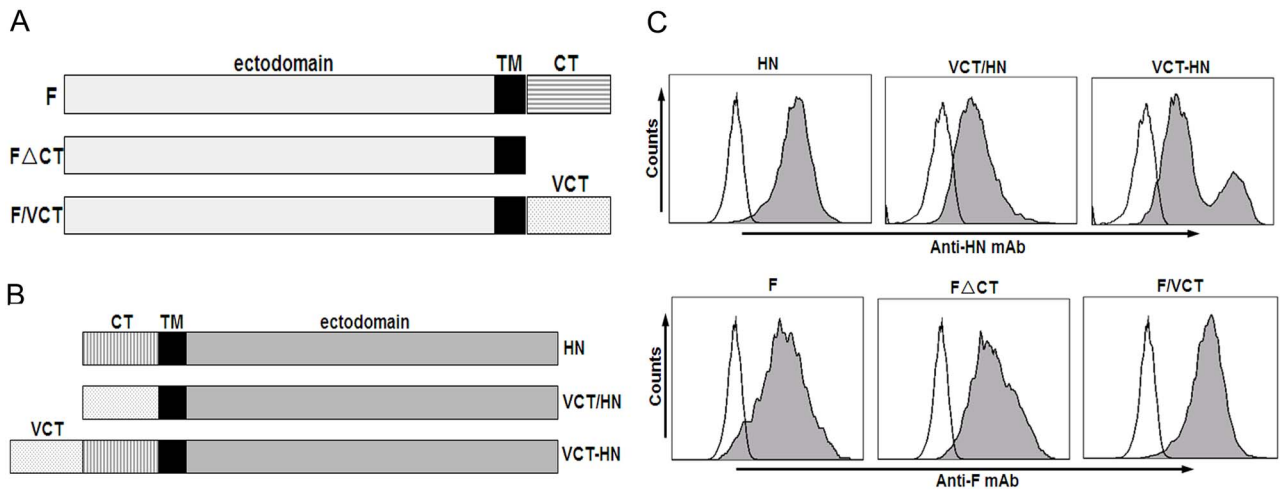 A
ectodomain TM CT
F
F△CT
VCT
F/VCT
B
CT TM ectodomain
HN
VCT/HN
VCT
VCT-HN
C
HN VCT/HN VCT-HN
Counts
Anti-HN mAb
F F△CT F/VCT
Counts
Anti-F mAb